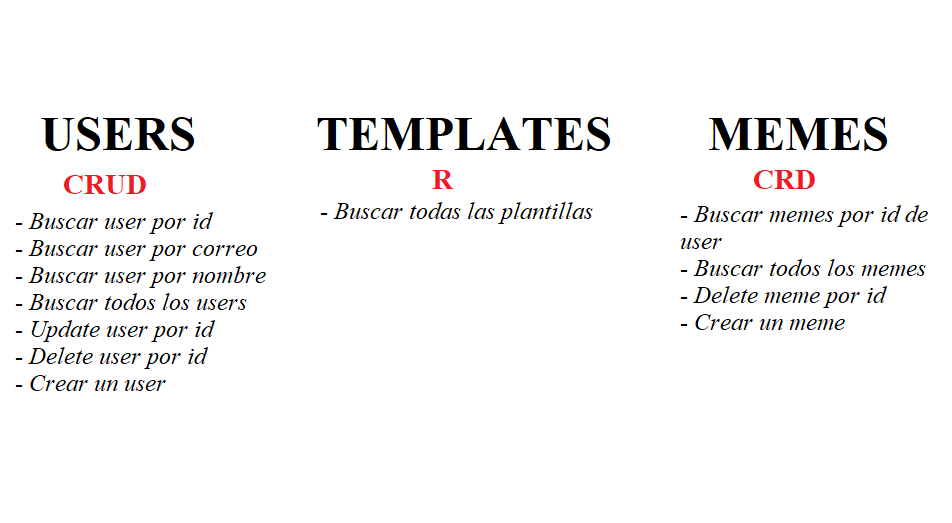 USERS
CRUD
- Buscar user por id
- Buscar user por correo
- Buscar user por nombre
- Buscar todos los users
- Update user por id
- Delete user por id
- Crear un user
TEMPLATES
R
- Buscar todas las plantillas
MEMES
CRD
- Buscar memes por id de
user
- Buscar todos los memes
- Delete meme por id
- Crear un meme